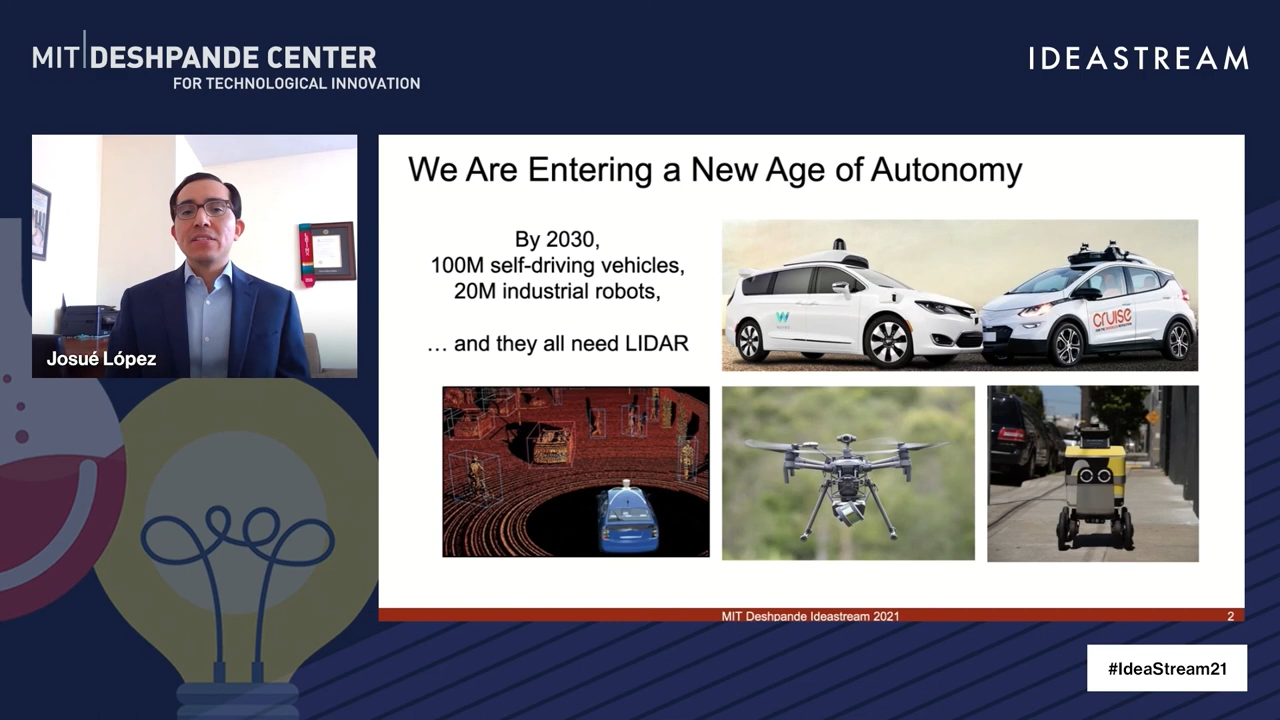 MIT DESHPANDE CENTER
FOR TECHNOLOGICAL INNOVATION
IDEASTREAM
Josué López
We Are Entering a New Age of Autonomy
By 2030,
100M self-driving vehicles,
20M industrial robots,
… and they all need LIDAR
cruise
MIT Deshpande Ideastream 2021
2
#IdeaStream21